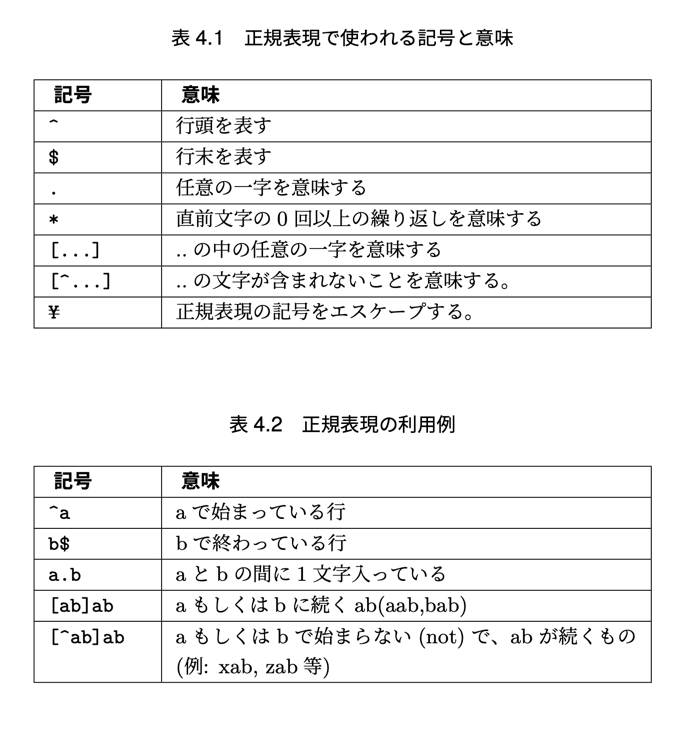 表 4.1　正規表現で使われる記号と意味
記号 意味
^ 行頭を表す
$ 行末を表す
. 任意の一字を意味する
* 直前文字の 0 回以上の繰り返しを意味する
[...] .. の中の任意の一字を意味する
[^...] .. の文字が含まれないことを意味する。
¥ 正規表現の記号をエスケープする。
表 4.2　正規表現の利用例
記号 意味
^a a で始まっている行
b$ b で終わっている行
a.b a と b の間に 1 文字入っている
[ab]ab a もしくは b に続く ab(aab,bab)
[^ab]ab a もしくは b で始まらない (not) で、ab が続くもの
(例: xab, zab 等)